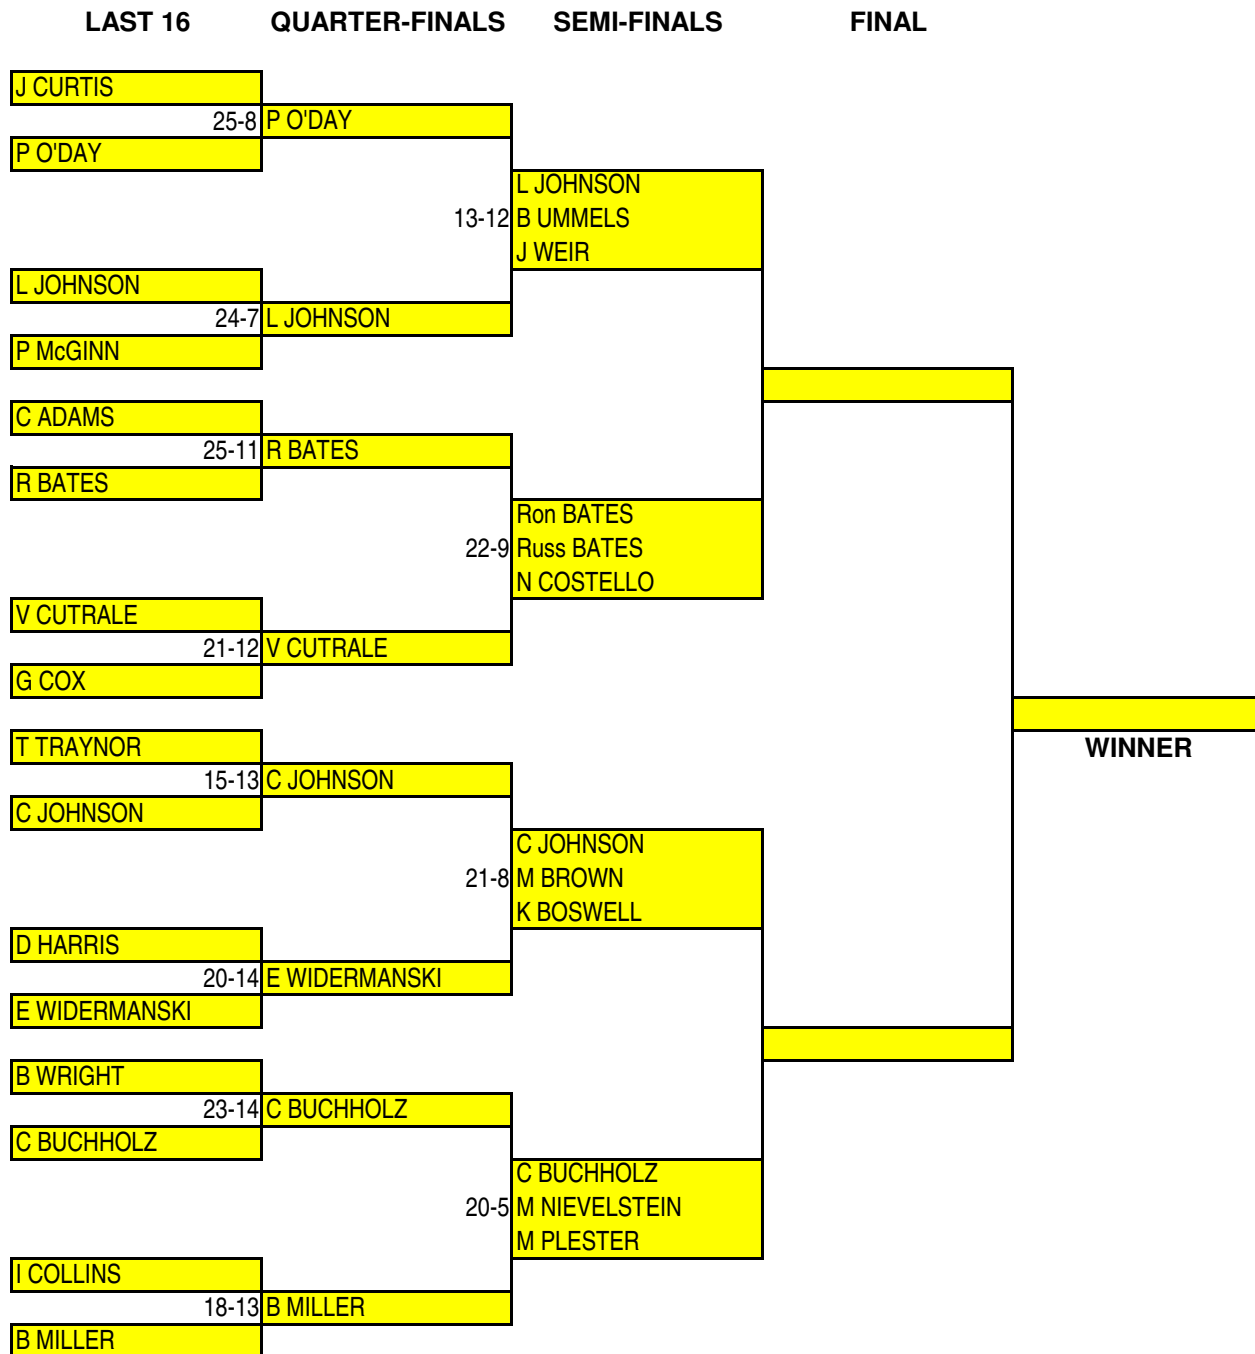 LAST 16 QUARTER-FINALS SEMI-FINALS FINAL
J CURTIS
25-8 P O'DAY
P O'DAY
L JOHNSON
13-12 B UMMELS
J WEIR
L JOHNSON
24-7 L JOHNSON
P McGINN
C ADAMS
25-11 R BATES
R BATES
Ron BATES
22-9 Russ BATES
N COSTELLO
V CUTRALE
21-12 V CUTRALE
G COX
T TRAYNOR
WINNER
15-13 C JOHNSON
C JOHNSON
C JOHNSON
21-8 M BROWN
K BOSWELL
D HARRIS
20-14 E WIDERMANSKI
E WIDERMANSKI
B WRIGHT
23-14 C BUCHHOLZ
C BUCHHOLZ
C BUCHHOLZ
20-5 M NIEVELSTEIN
M PLESTER
I COLLINS
18-13 B MILLER
B MILLER